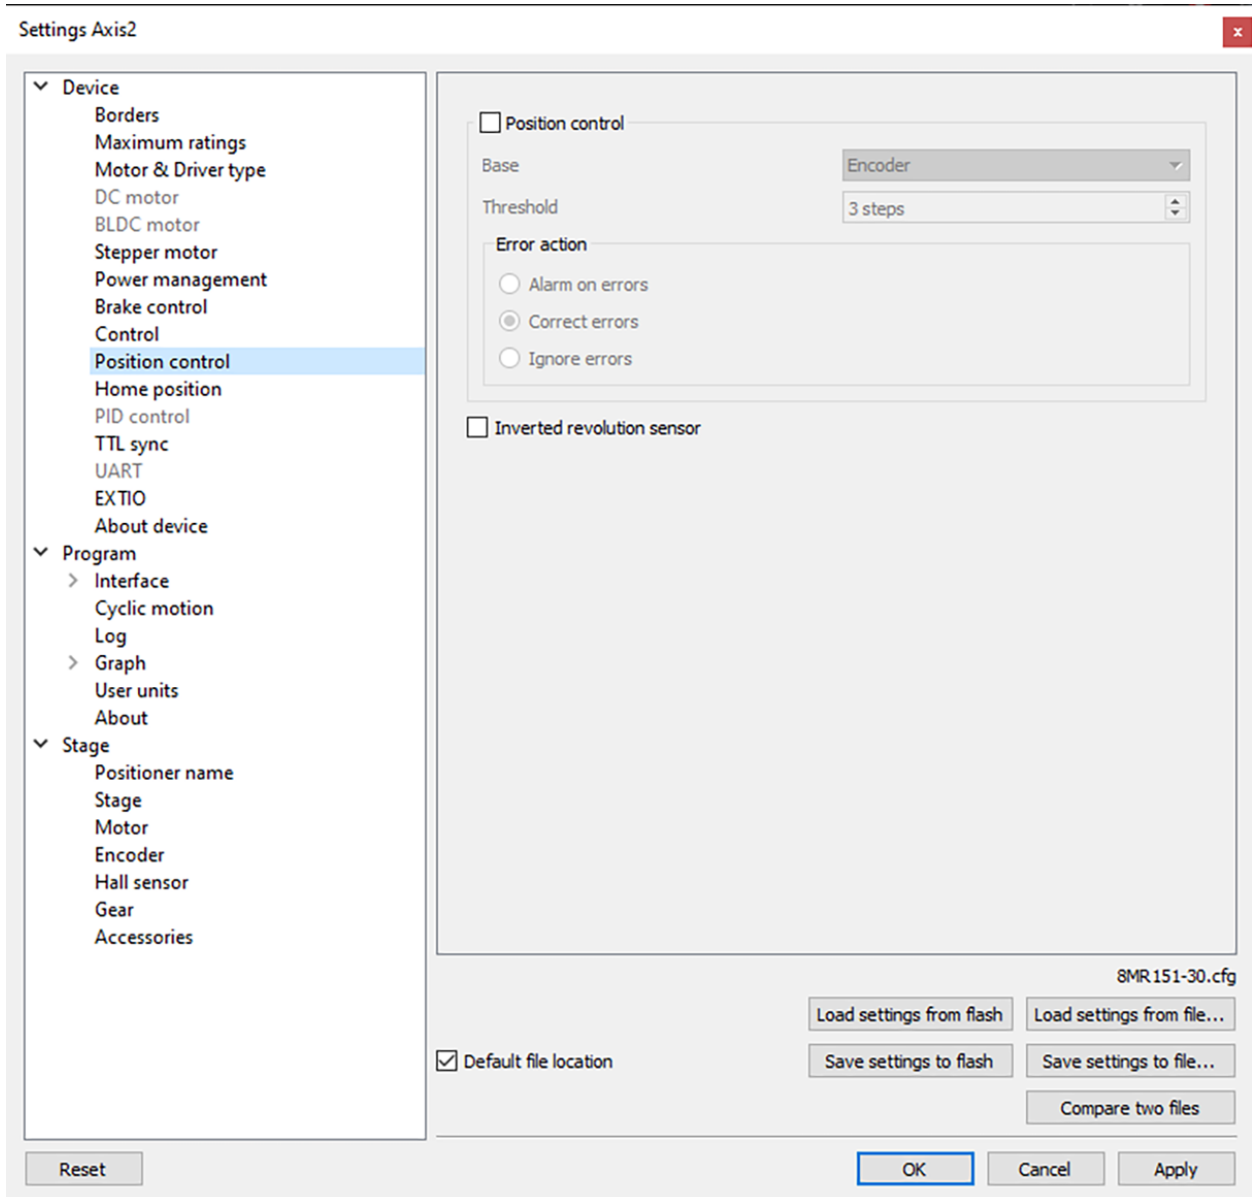 Settings Axis2
x
Device
Borders
Maximum ratings
Motor & Driver type
DC motor
BLDC motor
Stepper motor
Power management
Brake control
Control
Position control
Home position
PID control
TTL sync
UART
EXTIO
About device
Program
Interface
Cyclic motion
Log
Graph
User units
About
Stage
Positioner name
Stage
Motor
Encoder
Hall sensor
Gear
Accessories
Position control
Base
Encoder
Threshold
3 steps
Error action
Alarm on errors
Correct errors
Ignore errors
Inverted revolution sensor
8MR151-30.cfg
Load settings from flash
Load settings from file...
Default file location
Save settings to flash
Save settings to file...
Compare two files
Reset
OK
Cancel
Apply